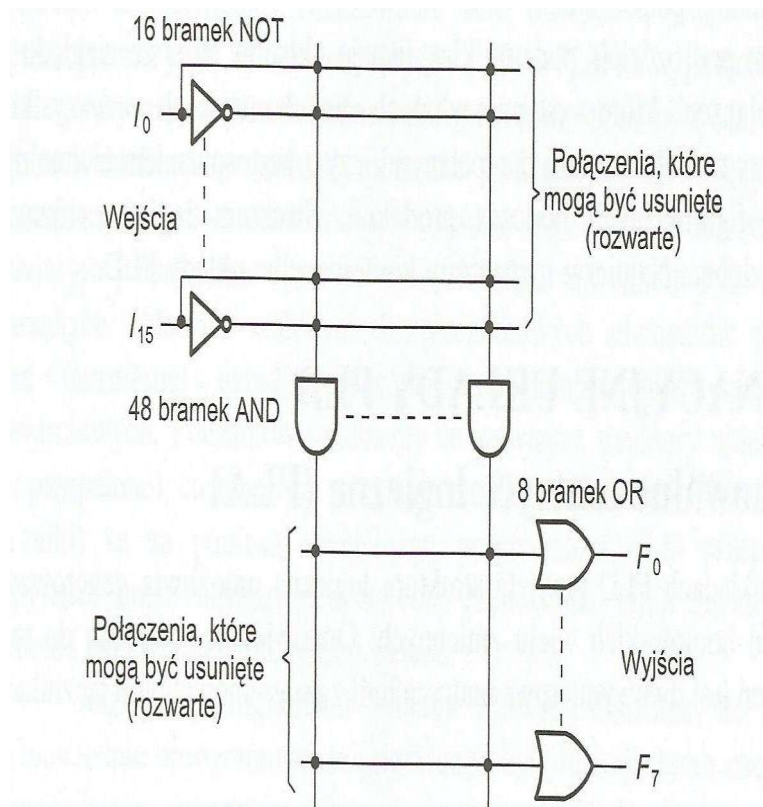 16 bramek NOT
I0
Połączenia, które
mogą być usunięte
(rozwarte)
Wejścia
I15
48 bramek AND
8 bramek OR
F0
Połączenia, które
mogą być usunięte
(rozwarte)
Wyjścia
F7